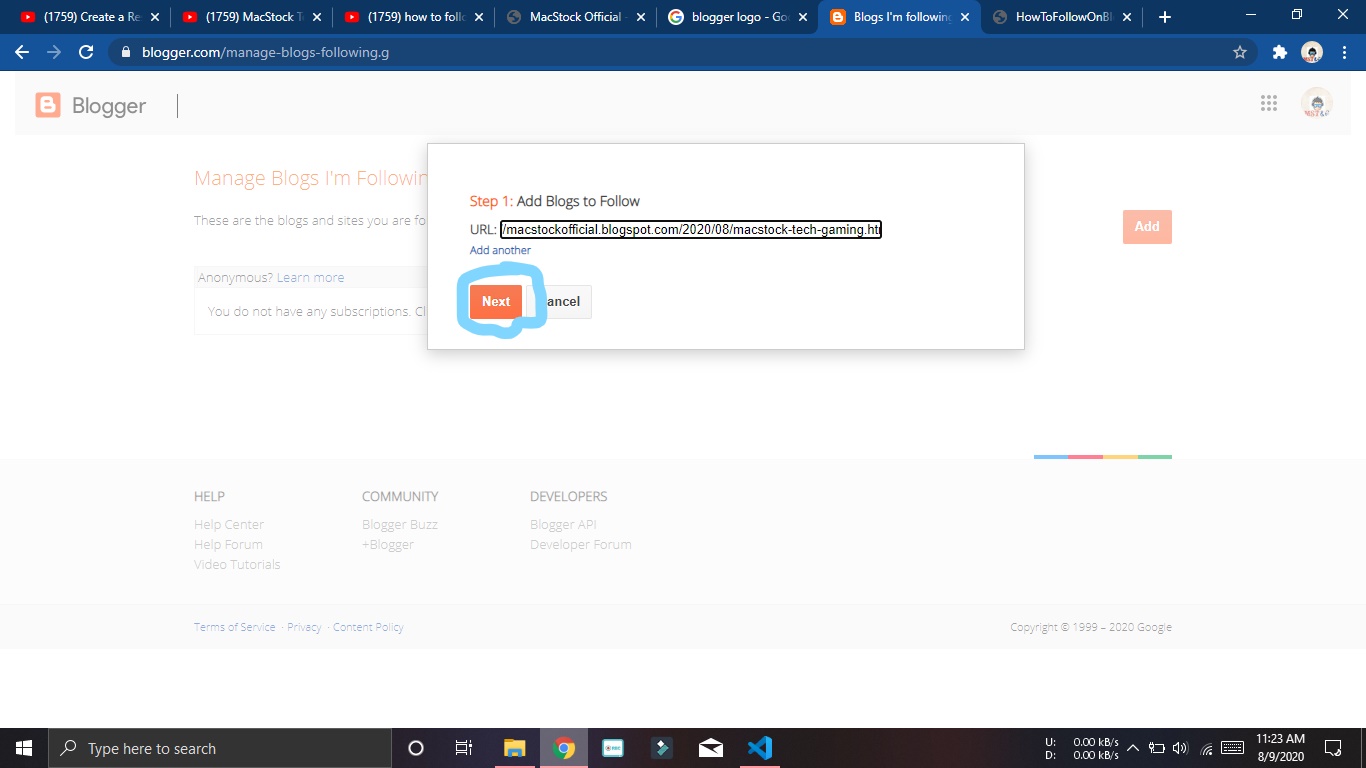 (1759) Create a Re
(1759) MacStock T
(1759) how to foll
MacStock Official -
blogger logo - Goo
Blogs I'm following
HowToFollowOnBl
blogger.com/manage-blogs-following.g
Blogger
MST&G
Manage Blogs I'm Followin
These are the blogs and sites you are fo
Add
Step 1: Add Blogs to Follow
URL: /macstockofficial.blogspot.com/2020/08/macstock-tech-gaming.htm
Add another
Next
ancel
Anonymous? Learn more
You do not have any subscriptions. Cl
HELP
COMMUNITY
DEVELOPERS
Help Center
Blogger Buzz
Blogger API
Help Forum
+Blogger
Developer Forum
Video Tutorials
Terms of Service · Privacy · Content Policy
Copyright © 1999 – 2020 Google
Type here to search
U: 0.00 kB/s
D: 0.00 kB/s
11:23 AM
8/9/2020